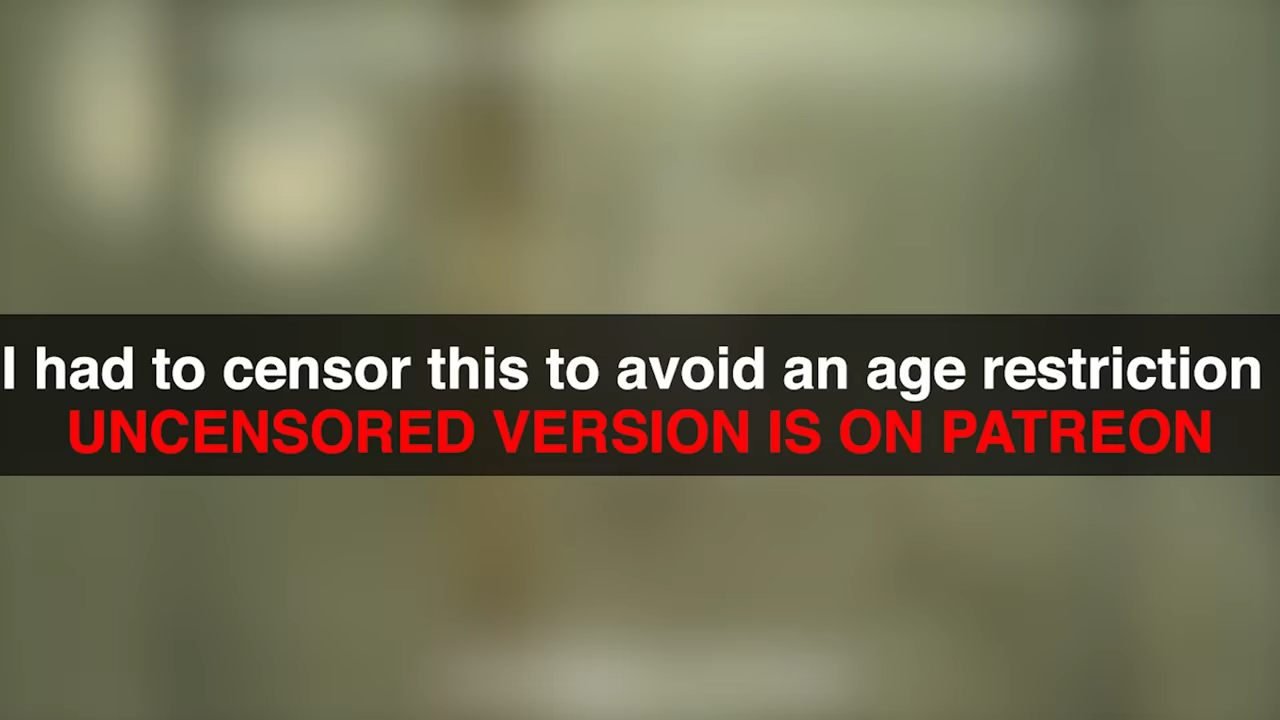 I had to censor this to avoid an age restriction
UNCENSORED VERSION IS ON PATREON